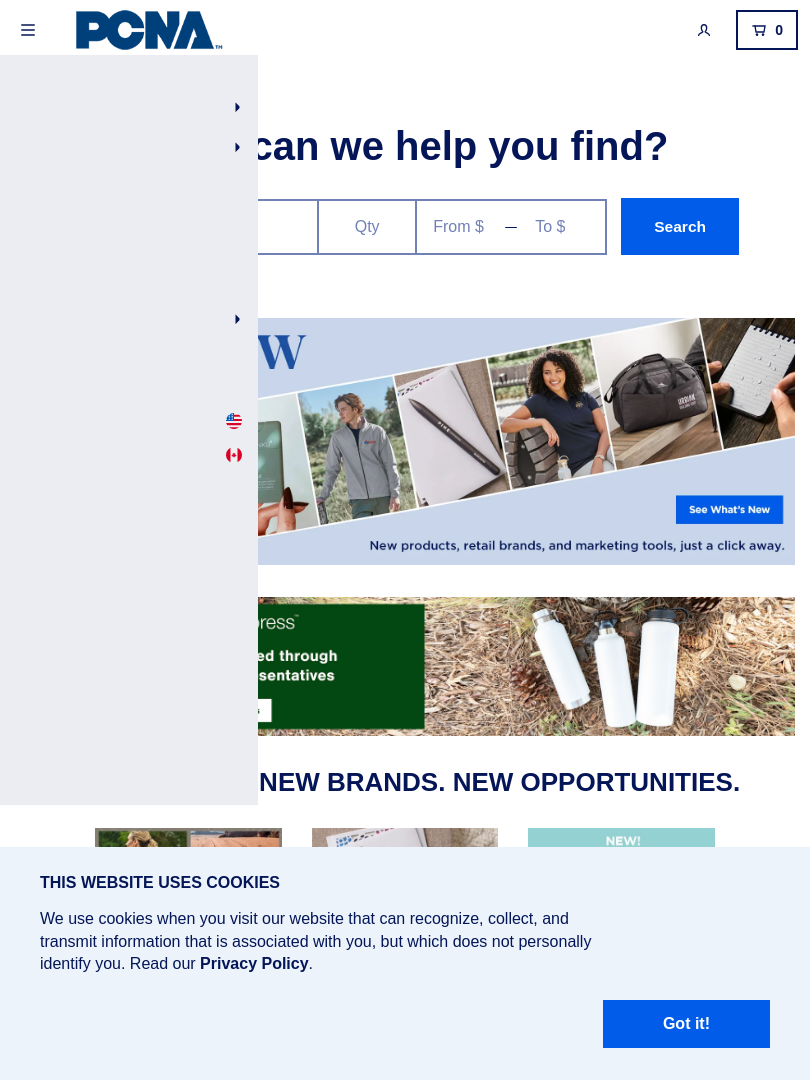 PCNA™
0
can we help you find?
Qty
From $
—
To $
Search
W
See What's New
New products, retail brands, and marketing tools, just a click away.
press™
ed through
sentatives
NEW BRANDS. NEW OPPORTUNITIES.
NEW!
THIS WEBSITE USES COOKIES
We use cookies when you visit our website that can recognize, collect, and
transmit information that is associated with you, but which does not personally
identify you. Read our Privacy Policy.
Got it!